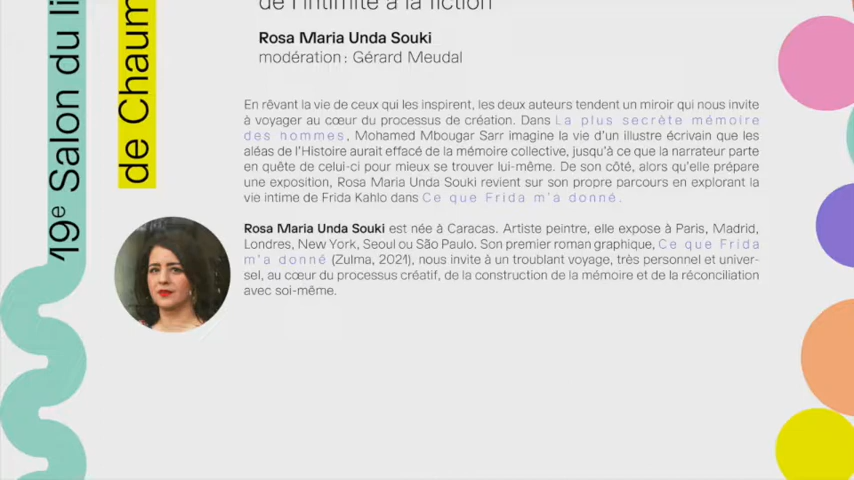 19e Salon du li
de Chaum
de l'intimité à la fiction
Rosa Maria Unda Souki
modération : Gérard Meudal
En rêvant la vie de ceux qui les inspirent, les deux auteurs tendent un miroir qui nous invite
à voyager au cœur du processus de création. Dans La plus secrète mémoire
des hommes, Mohamed Mbougar Sarr imagine la vie d'un illustre écrivain que les
aléas de l'Histoire aurait effacé de la mémoire collective, jusqu'à ce que la narrateur parte
en quête de celui-ci pour mieux se trouver lui-même. De son côté, alors qu'elle prépare
une exposition, Rosa Maria Unda Souki revient sur son propre parcours en explorant la
vie intime de Frida Kahlo dans Ce que Frida m'a donné.
Rosa Maria Unda Souki est née à Caracas. Artiste peintre, elle expose à Paris, Madrid,
Londres, New York, Seoul ou São Paulo. Son premier roman graphique, Ce que Frida
m'a donné (Zulma, 2021), nous invite à un troublant voyage, très personnel et univer-
sel, au cœur du processus créatif, de la construction de la mémoire et de la réconciliation
avec soi-même.